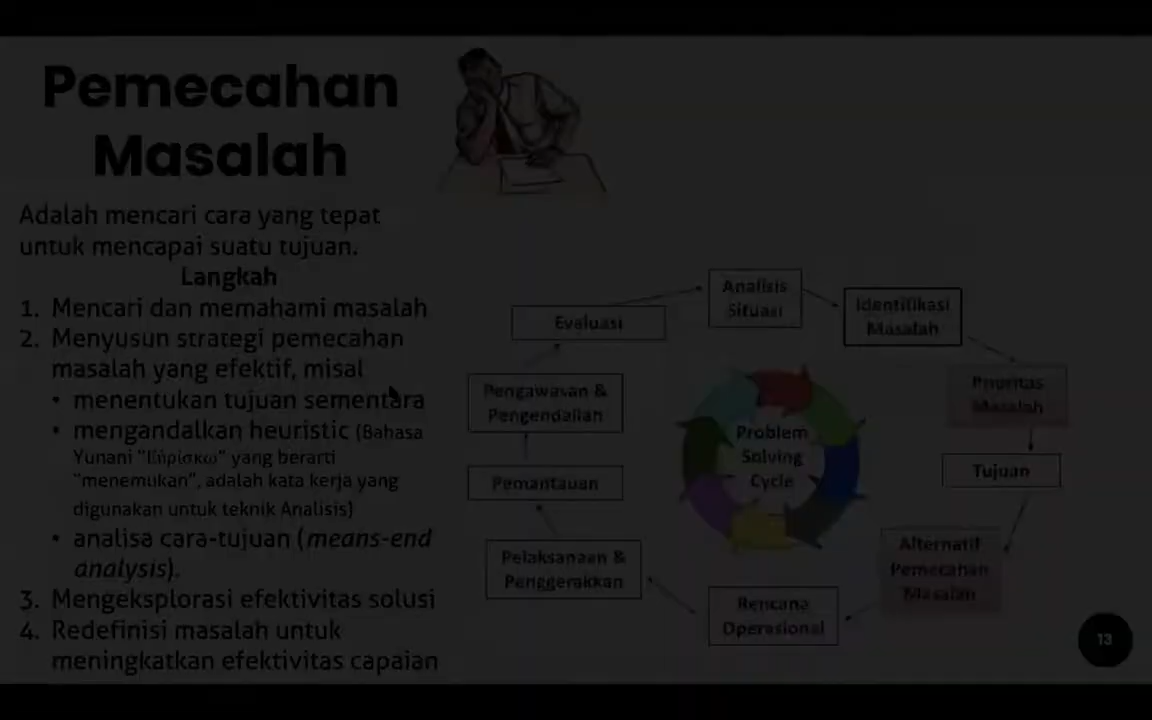 Pemecahan
Masalah
Adalah mencari cara yang tepat
untuk mencapai suatu tujuan.
Langkah
1. Mencari dan memahami masalah
2. Menyusun strategi pemecahan
masalah yang efektif, misal
• menentukan tujuan sementara
• mengandalkan heuristic (Bahasa
Yunani "Εὑρίσκω" yang berarti
"menemukan", adalah kata kerja yang
digunakan untuk teknik Analisis)
• analisa cara-tujuan (means-end
analysis).
3. Mengeksplorasi efektivitas solusi
4. Redefinisi masalah untuk
meningkatkan efektivitas capaian
Analisis
Situasi
Identifikasi
Masalah
Prioritas
Masalah
Tujuan
Alternatif
Pemecahan
Masalah
Rencana
Operasional
Pelaksanaan &
Penggerakkan
Pemantauan
Pengawasan &
Pengendalian
Evaluasi
Problem
Solving
Cycle
13